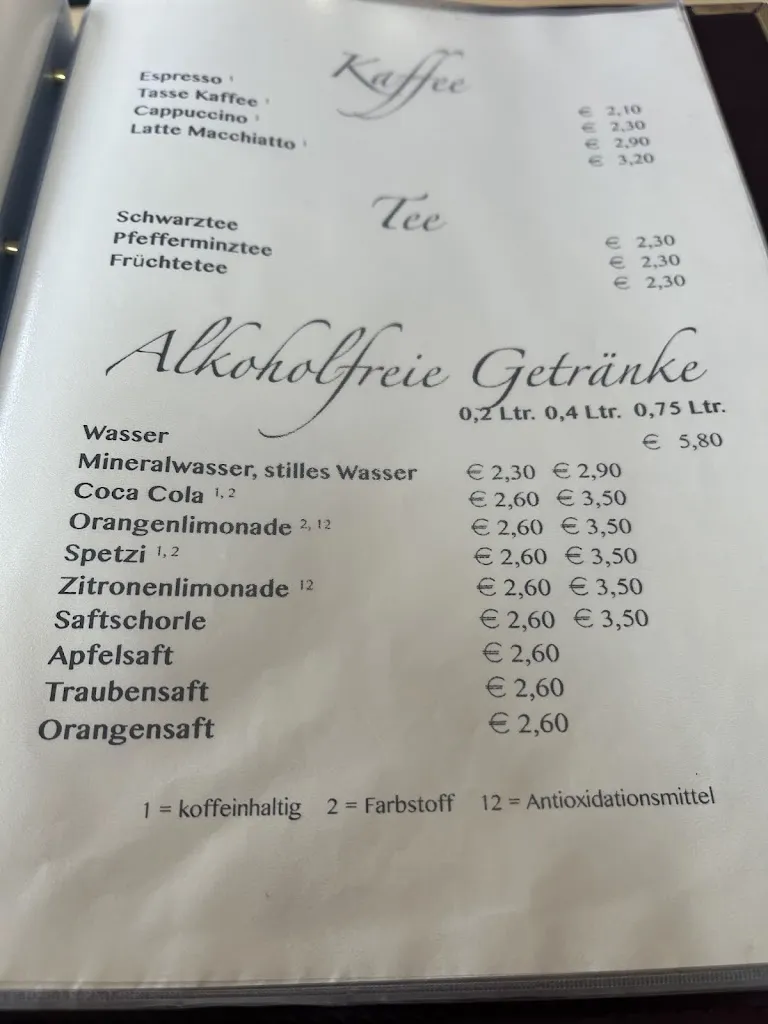 Kaffee
Espresso ¹ € 2,10
Tasse Kaffee ¹ € 2,30
Cappuccino ¹ € 2,90
Latte Macchiatto ¹ € 3,20
Tee
Schwarztee € 2,30
Pfefferminztee € 2,30
Früchtetee € 2,30
Alkoholfreie Getränke
0,2 Ltr. 0,4 Ltr. 0,75 Ltr.
Wasser € 5,80
Mineralwasser, stilles Wasser € 2,30 € 2,90
Coca Cola ¹,² € 2,60 € 3,50
Orangenlimonade ²,¹² € 2,60 € 3,50
Spetzi ¹,² € 2,60 € 3,50
Zitronenlimonade ¹² € 2,60 € 3,50
Saftschorle € 2,60 € 3,50
Apfelsaft € 2,60
Traubensaft € 2,60
Orangensaft € 2,60
1 = koffeinhaltig 2 = Farbstoff 12 = Antioxidationsmittel